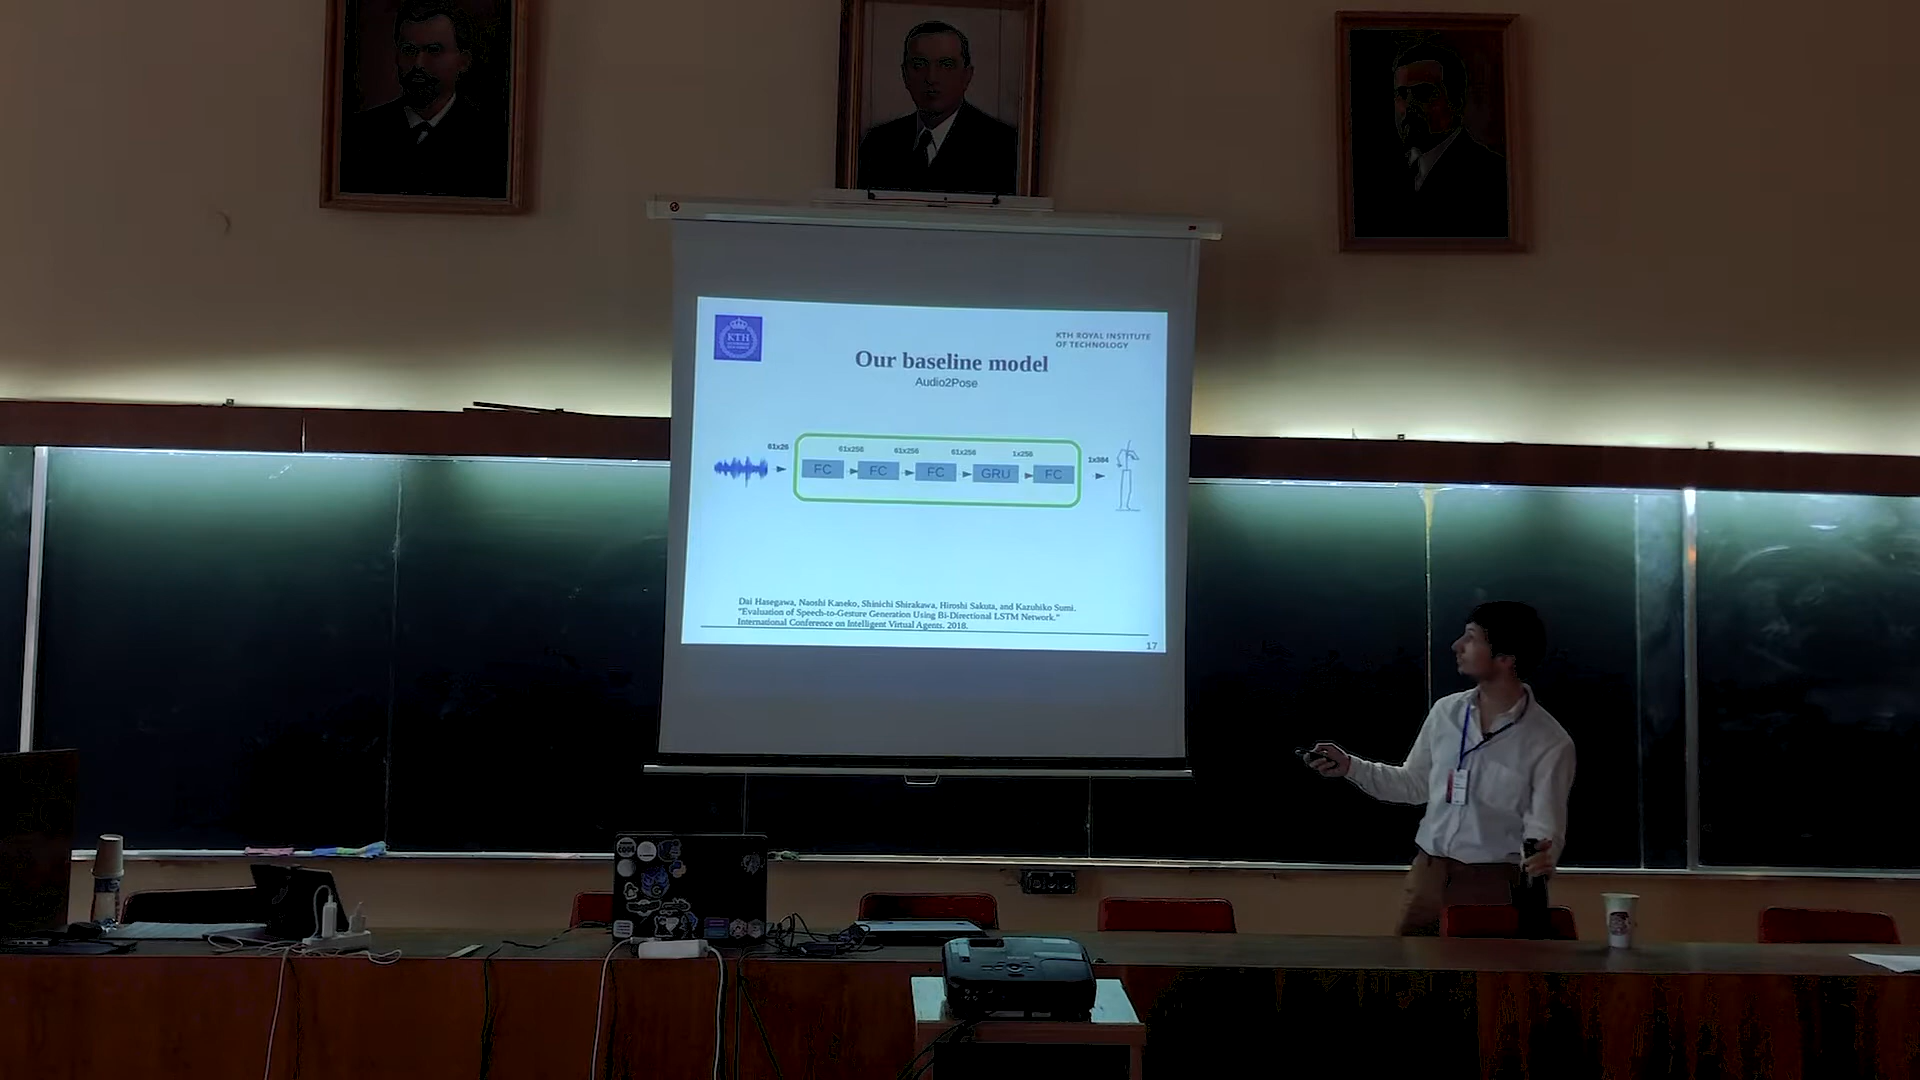 KTH
KTH ROYAL INSTITUTE
OF TECHNOLOGY
Our baseline model
Audio2Pose
61x26
61x256
61x256
61x256
1x256
1x384
FC
FC
FC
GRU
FC
Dai Hasegawa, Naoshi Kaneko, Shinichi Shirakawa, Hiroshi Sakuta, and Kazuhiko Sumi.
"Evaluation of Speech-to-Gesture Generation Using Bi-Directional LSTM Network."
International Conference on Intelligent Virtual Agents. 2018.
17